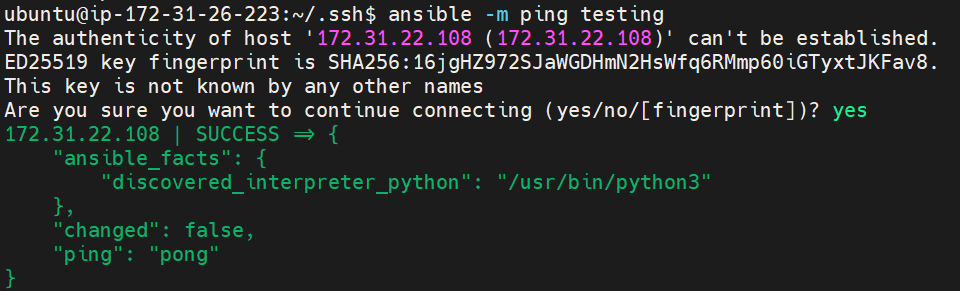 ubuntu@ip-172-31-26-223:~/.ssh$ ansible -m ping testing
The authenticity of host '172.31.22.108 (172.31.22.108)' can't be established.
ED25519 key fingerprint is SHA256:16jgHZ972SJaWGDHmN2HsWfq6RMmp60iGTyxtJKFav8.
This key is not known by any other names
Are you sure you want to continue connecting (yes/no/[fingerprint])? yes
172.31.22.108 | SUCCESS => {
    "ansible_facts": {
        "discovered_interpreter_python": "/usr/bin/python3"
    },
    "changed": false,
    "ping": "pong"
}